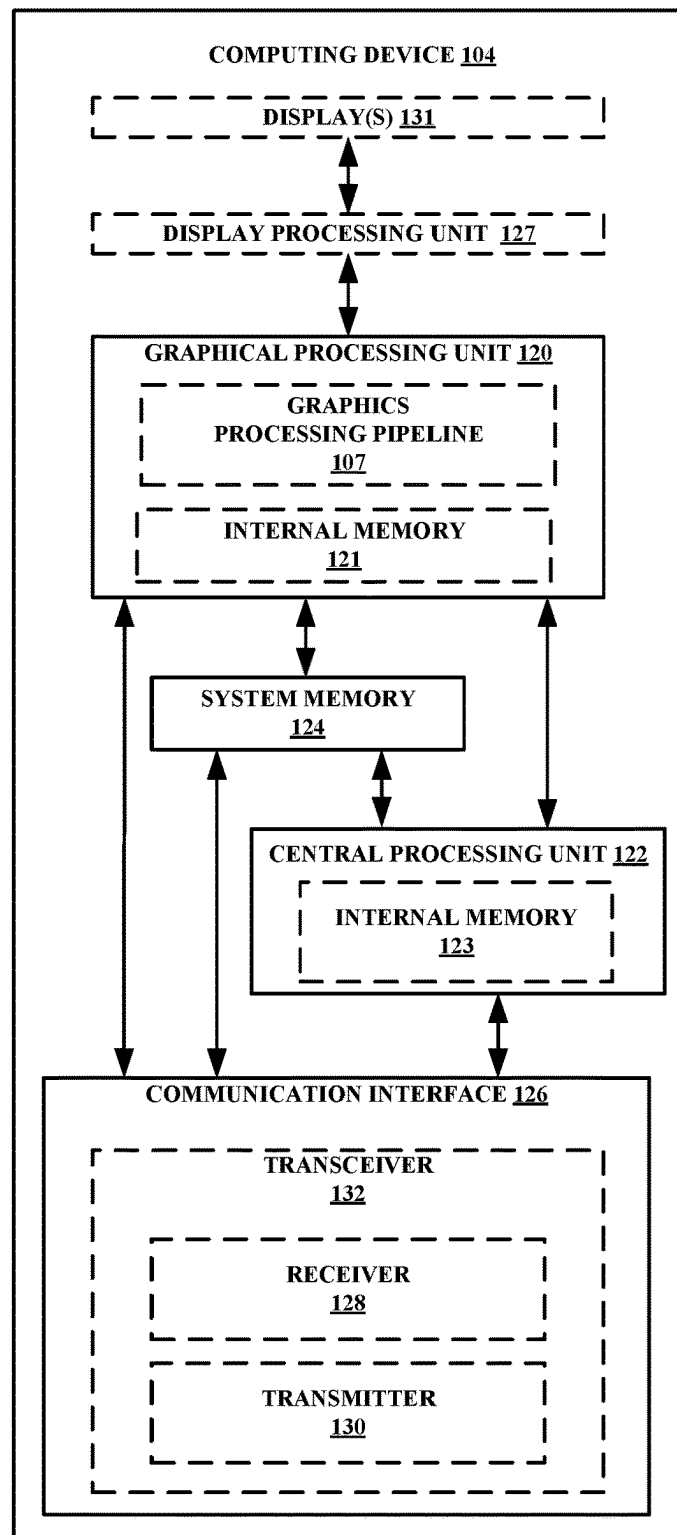 COMPUTING DEVICE 104
DISPLAY(S) 131
DISPLAY PROCESSING UNIT 127
GRAPHICAL PROCESSING UNIT 120
GRAPHICS
PROCESSING PIPELINE
107
INTERNAL MEMORY
121
SYSTEM MEMORY
124
CENTRAL PROCESSING UNIT 122
INTERNAL MEMORY
123
COMMUNICATION INTERFACE 126
TRANSCEIVER
132
RECEIVER
128
TRANSMITTER
130